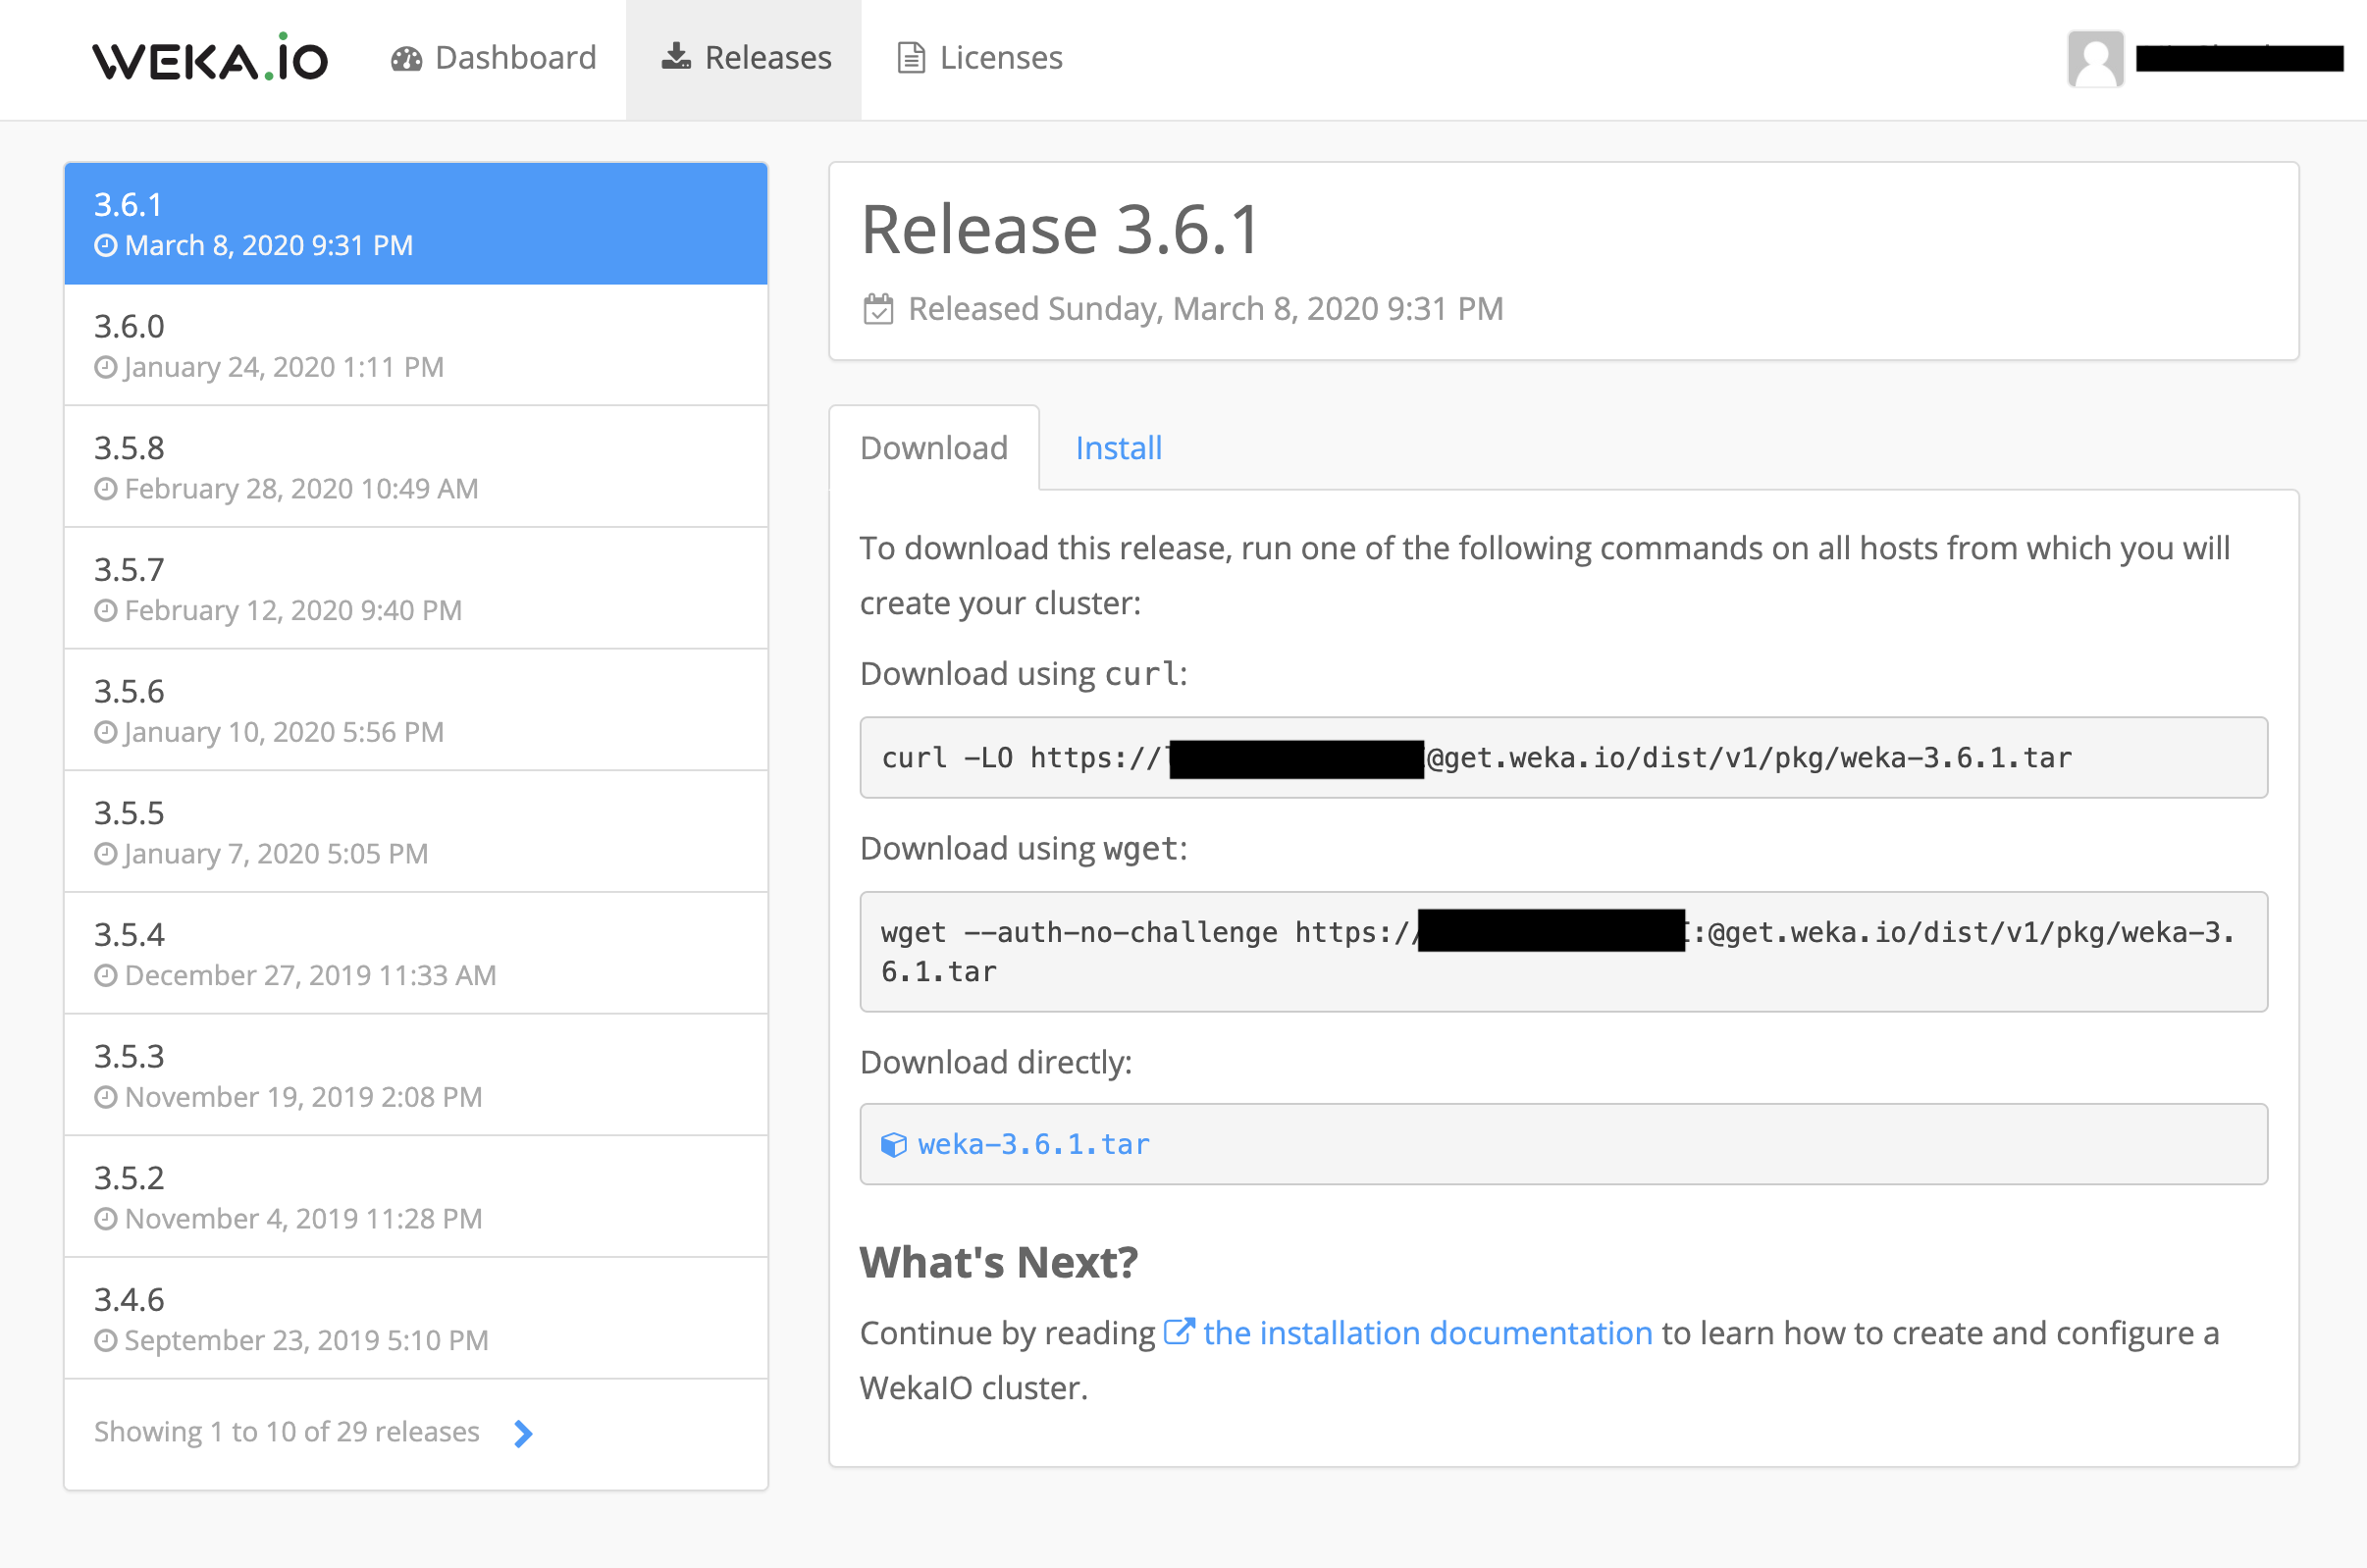 WEKA.iO
Dashboard
Releases
Licenses
3.6.1
March 8, 2020 9:31 PM
3.6.0
January 24, 2020 1:11 PM
3.5.8
February 28, 2020 10:49 AM
3.5.7
February 12, 2020 9:40 PM
3.5.6
January 10, 2020 5:56 PM
3.5.5
January 7, 2020 5:05 PM
3.5.4
December 27, 2019 11:33 AM
3.5.3
November 19, 2019 2:08 PM
3.5.2
November 4, 2019 11:28 PM
3.4.6
September 23, 2019 5:10 PM
Showing 1 to 10 of 29 releases
Release 3.6.1
Released Sunday, March 8, 2020 9:31 PM
Download
Install
To download this release, run one of the following commands on all hosts from which you will
create your cluster:
Download using curl:
curl -LO https:// @get.weka.io/dist/v1/pkg/weka-3.6.1.tar
Download using wget:
wget --auth-no-challenge https:// :@get.weka.io/dist/v1/pkg/weka-3.
6.1.tar
Download directly:
weka-3.6.1.tar
What's Next?
Continue by reading the installation documentation to learn how to create and configure a
WekaIO cluster.